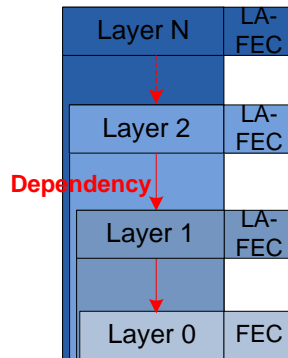 Layer N
LA-
FEC
Layer 2
LA-
FEC
Dependency
Layer 1
LA-
FEC
Layer 0
FEC